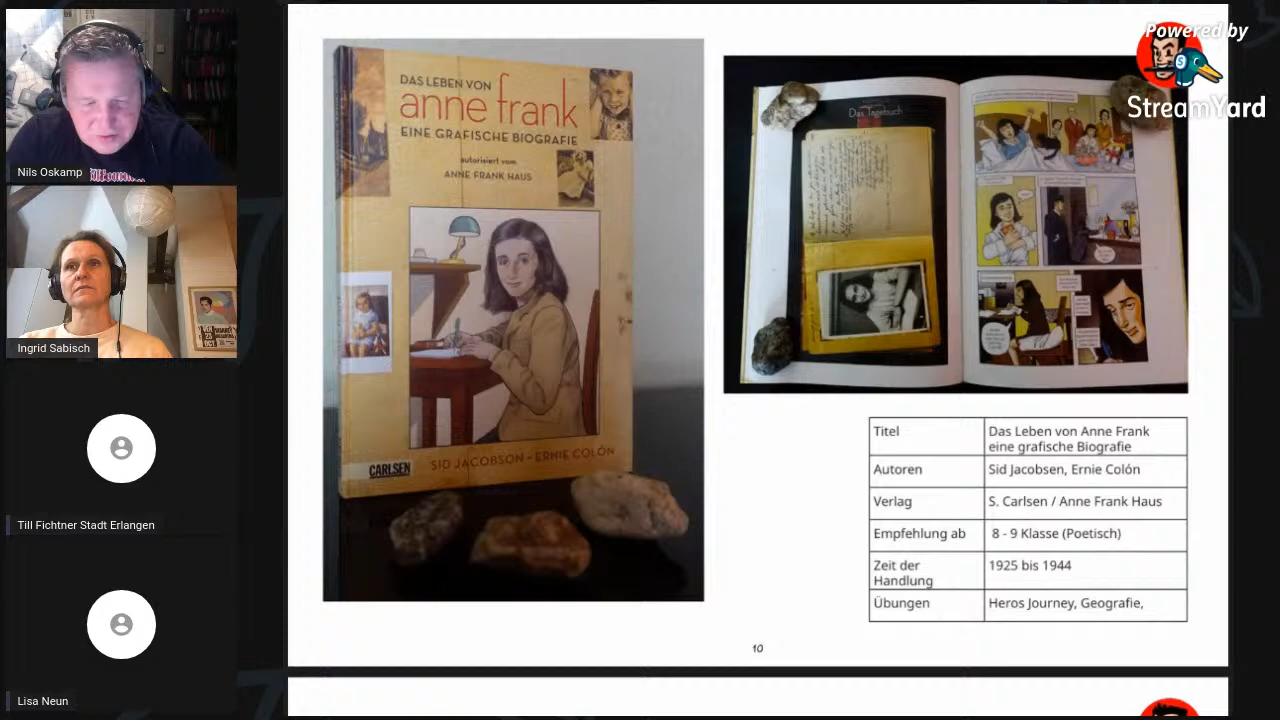 Nils Oskamp
Ingrid Sabisch
Till Fichtner Stadt Erlangen
Lisa Neun
DAS LEBEN VON
anne frank
EINE GRAFISCHE BIOGRAFIE
autorisiert vom
ANNE FRANK HAUS
CARLSEN
SID JACOBSON – ERNIE COLÓN
Das Tagebuch
Powered by
StreamYard
Titel
Das Leben von Anne Frank
eine grafische Biografie
Autoren
Sid Jacobsen, Ernie Colón
Verlag
S. Carlsen / Anne Frank Haus
Empfehlung ab
8 - 9 Klasse (Poetisch)
Zeit der
Handlung
1925 bis 1944
Übungen
Heros Journey, Geografie,
10